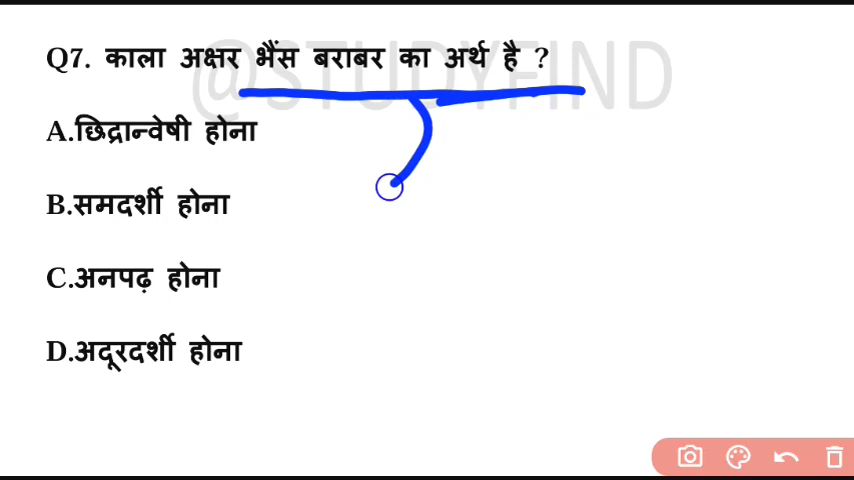 Q7. काला अक्षर भैंस बराबर का अर्थ है ?
@STUDYFIND
A.छिद्रान्वेषी होना
B.समदर्शी होना
C.अनपढ़ होना
D.अदूरदर्शी होना